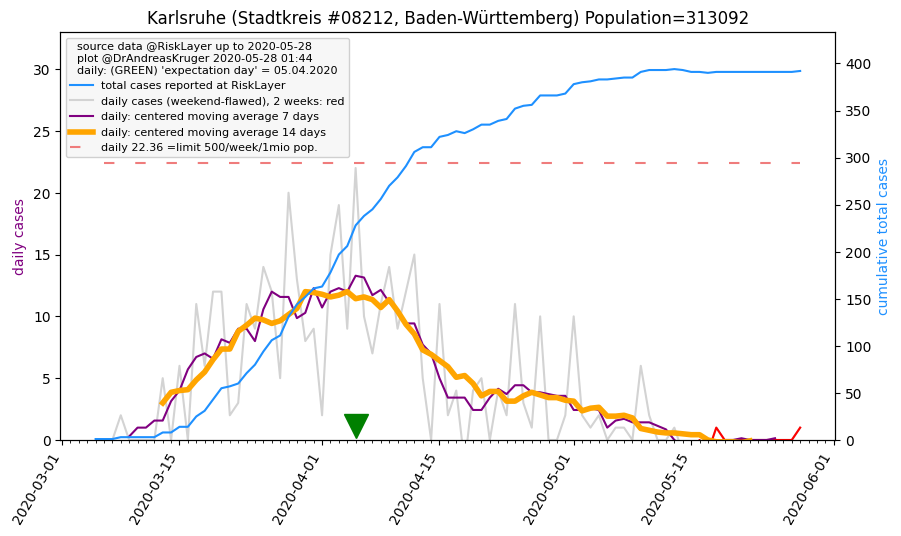 Karlsruhe (Stadtkreis #08212, Baden-Württemberg) Population=313092
source data @RiskLayer up to 2020-05-28
plot @DrAndreasKruger 2020-05-28 01:44
daily: (GREEN) 'expectation day' = 05.04.2020
total cases reported at RiskLayer
daily cases (weekend-flawed), 2 weeks: red
daily: centered moving average 7 days
daily: centered moving average 14 days
daily 22.36 =limit 500/week/1mio pop.
daily cases
30
25
20
15
10
5
0
cumulative total cases
400
350
300
250
200
150
100
50
0
2020-03-01
2020-03-15
2020-04-01
2020-04-15
2020-05-01
2020-05-15
2020-06-01